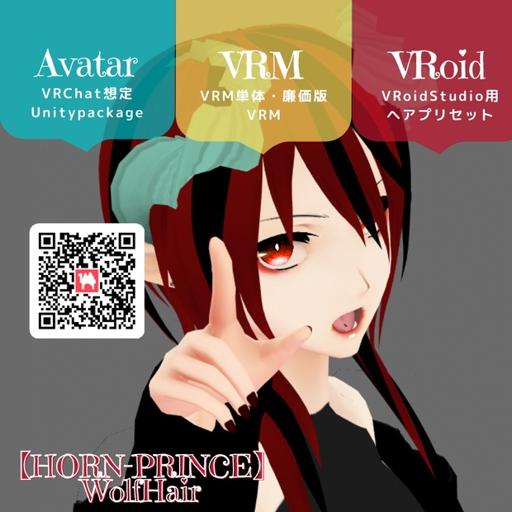 Avatar
VRChat想定
Unitypackage
VRM
VRM単体・廉価版
VRM
VRoid
VRoidStudio用
ヘアプリセット
【HORN-PRINCE】
WolfHair